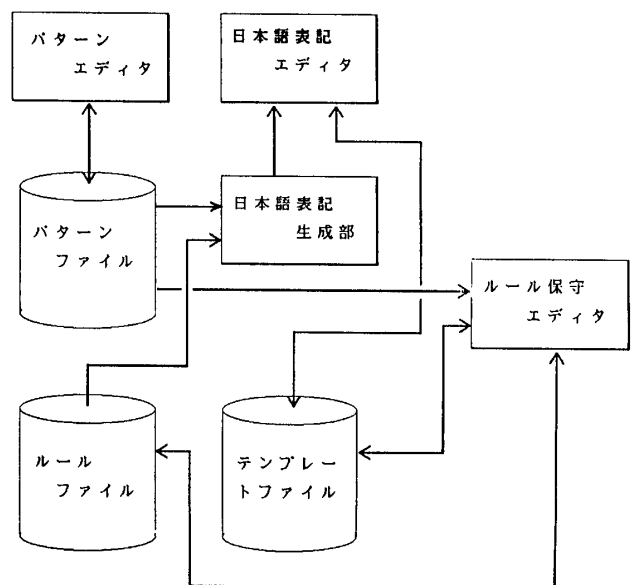 パターン
エディタ
日本語表記
エディタ
パターン
ファイル
日本語表記
生成部
ルール保守
エディタ
ルール
ファイル
テンプレー
トファイル